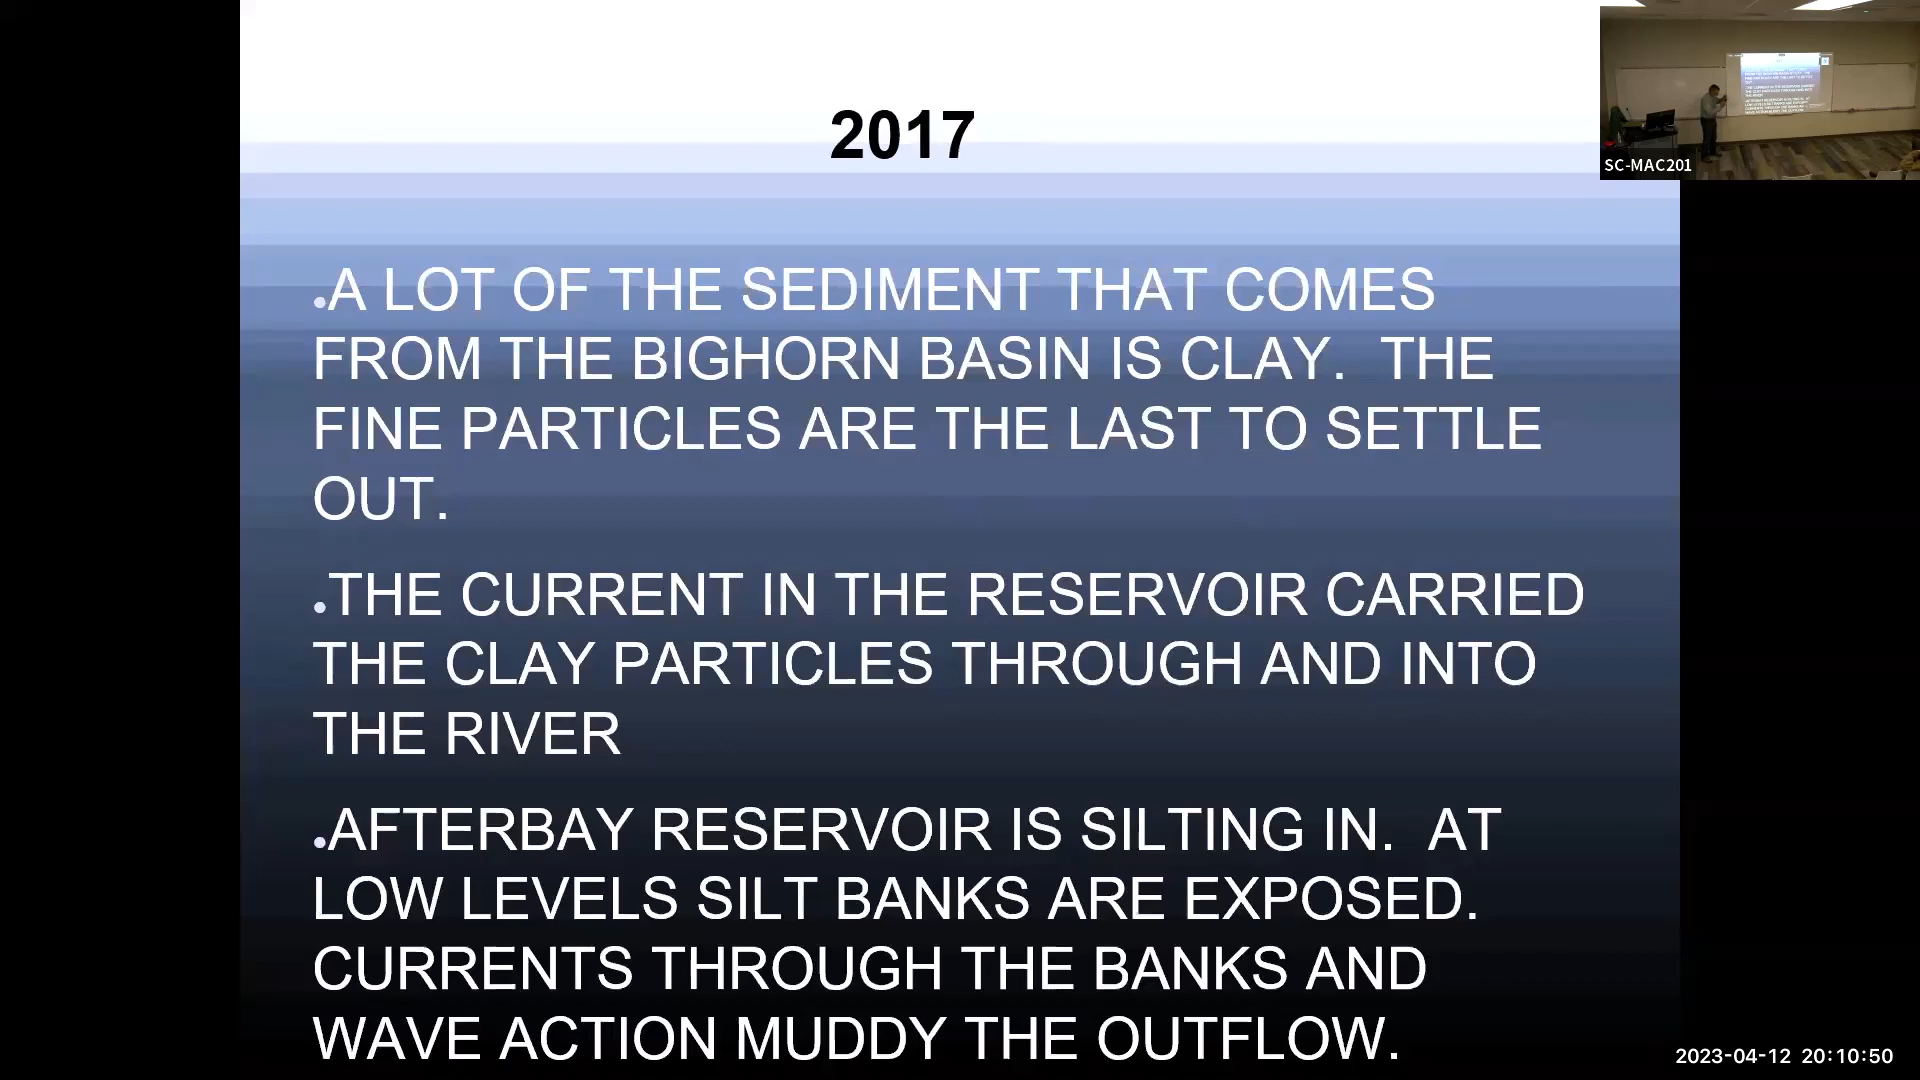 2017
•A LOT OF THE SEDIMENT THAT COMES
FROM THE BIGHORN BASIN IS CLAY.  THE
FINE PARTICLES ARE THE LAST TO SETTLE
OUT.
•THE CURRENT IN THE RESERVOIR CARRIED
THE CLAY PARTICLES THROUGH AND INTO
THE RIVER
•AFTERBAY RESERVOIR IS SILTING IN.  AT
LOW LEVELS SILT BANKS ARE EXPOSED.
CURRENTS THROUGH THE BANKS AND
WAVE ACTION MUDDY THE OUTFLOW.
SC-MAC201
2023-04-12 20:10:50